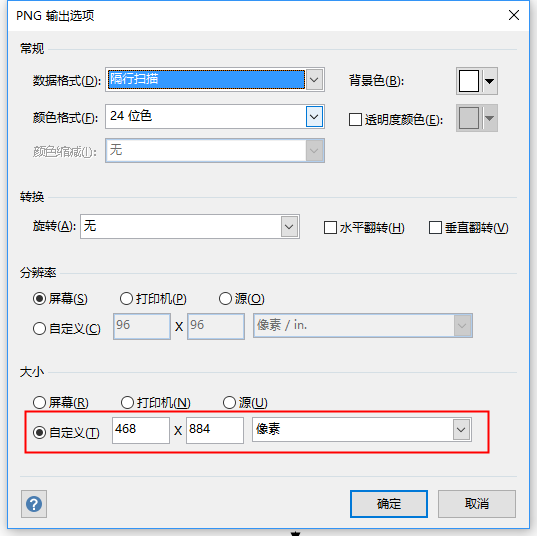 PNG 输出选项
常规
数据格式(D): 隔行扫描 背景色(B):
颜色格式(F): 24 位色 透明度颜色(E):
颜色缩减(I): 无
转换
旋转(A): 无 水平翻转(H) 垂直翻转(V)
分辨率
屏幕(S) 打印机(P) 源(O)
自定义(C) 96 X 96 像素 / in.
大小
屏幕(R) 打印机(N) 源(U)
自定义(T) 468 X 884 像素
? 确定 取消